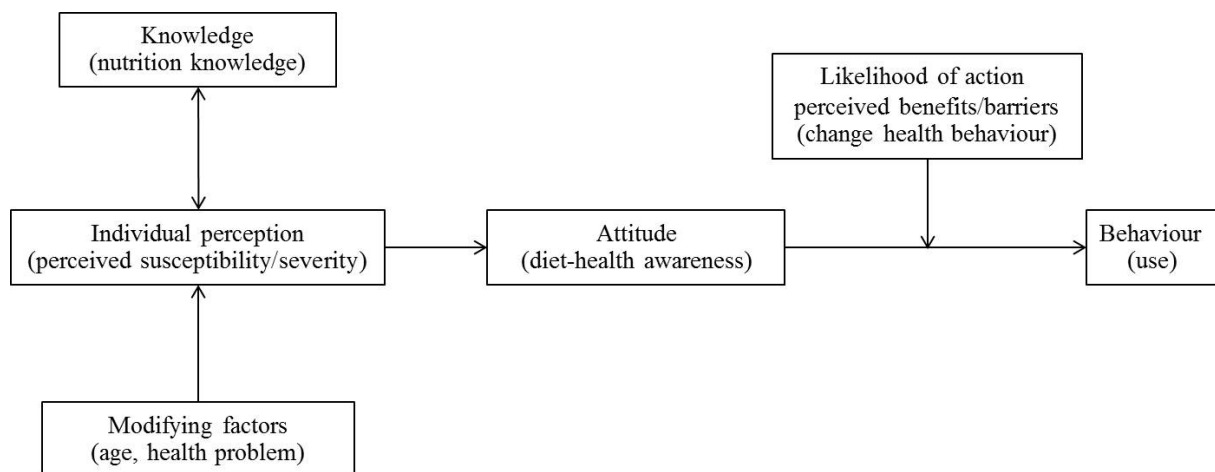 Knowledge
(nutrition knowledge)
Likelihood of action
perceived benefits/barriers
(change health behaviour)
Individual perception
(perceived susceptibility/severity)
Attitude
(diet-health awareness)
Behaviour
(use)
Modifying factors
(age, health problem)